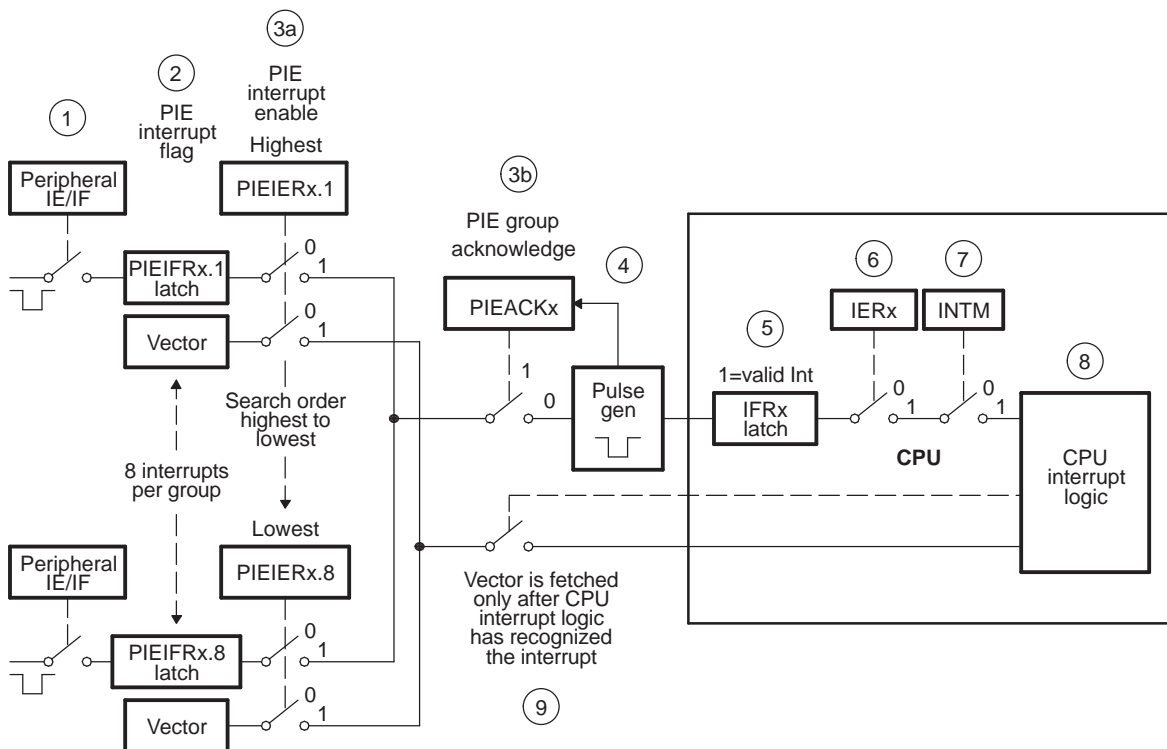 3a
2
PIE
interrupt
enable
1
PIE
interrupt
flag
Highest
Peripheral
IE/IF
PIEIERx.1
3b
PIE group
acknowledge
4
6
7
0
1
PIEIFRx.1
latch
PIEACKx
IERx
INTM
5
0
1
Vector
8
1=valid Int
1
0
Pulse
gen
IFRx
latch
0
1
0
1
Search order
highest to
lowest
CPU
CPU
interrupt
logic
8 interrupts
per group
Lowest
Peripheral
IE/IF
PIEIERx.8
Vector is fetched
only after CPU
interrupt logic
has recognized
the interrupt
0
1
PIEIFRx.8
latch
9
0
1
Vector